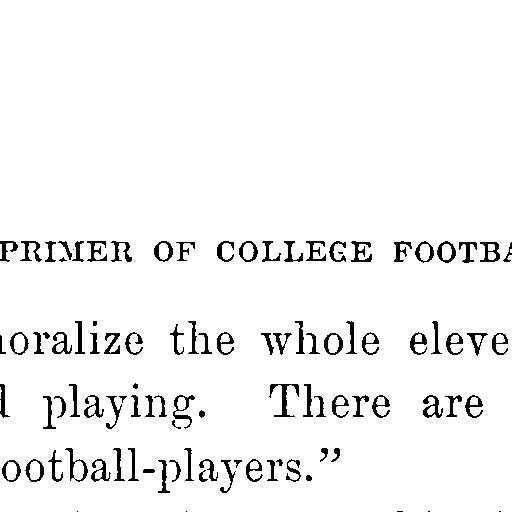 PRIMER OF COLLEGE FOOTBA
oralize the whole eleve
d playing. There are
ootball-players.”